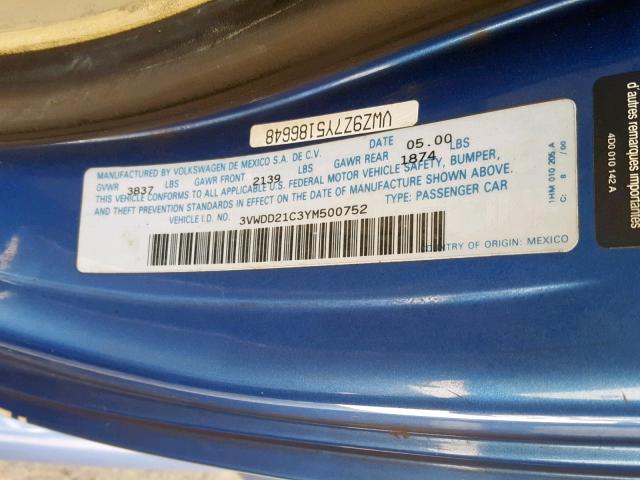 VWZ9Z7Y5186648
MANUFACTURED BY VOLKSWAGEN DE MEXICO S.A. DE C.V. DATE 05.00
GVWR 3837 LBS GAWR FRONT 2139 LBS GAWR REAR 1874 LBS
THIS VEHICLE CONFORMS TO ALL APPLICABLE U.S. FEDERAL MOTOR VEHICLE SAFETY, BUMPER,
AND THEFT PREVENTION STANDARDS IN EFFECT ON THE DATE OF MANUFACTURE SHOWN ABOVE.
VEHICLE I.D. NO. 3VWDD21C3YM500752 TYPE: PASSENGER CAR
COUNTRY OF ORIGIN: MEXICO
1HM 010 205 A
d'autres remarques importantes
4D0 010 142 A